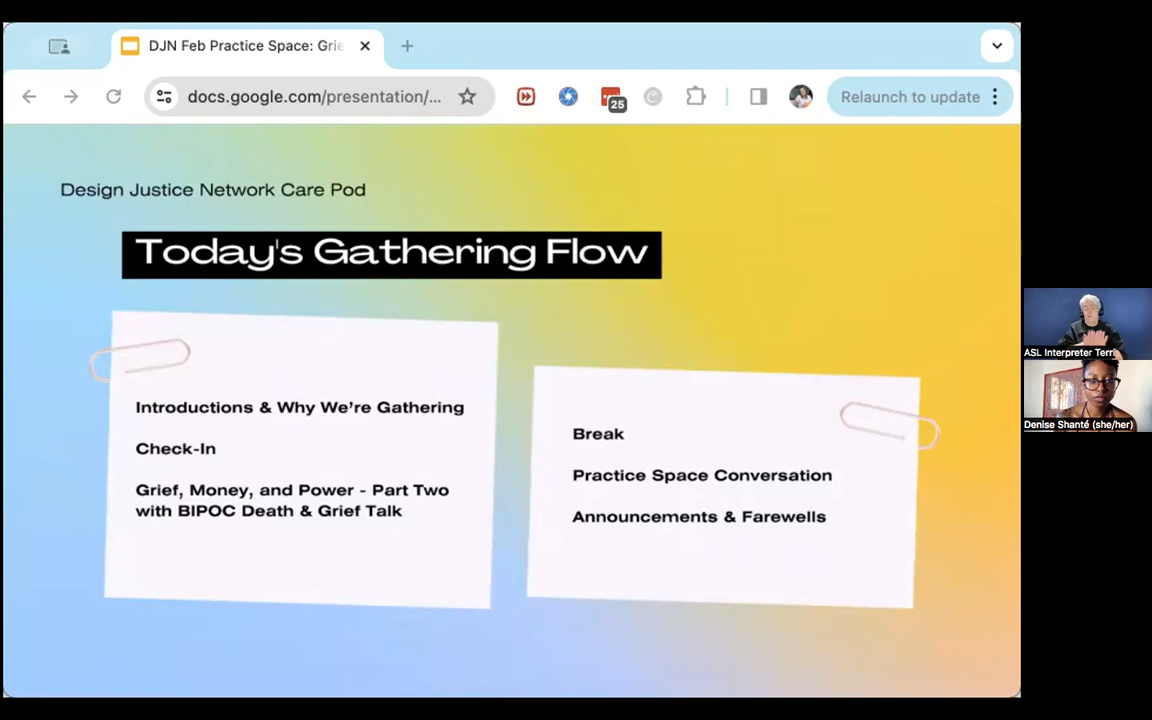 DJN Feb Practice Space: Grie
docs.google.com/presentation/...
25
Relaunch to update
Design Justice Network Care Pod
Today's Gathering Flow
Introductions & Why We’re Gathering
Check-In
Grief, Money, and Power - Part Two
with BIPOC Death & Grief Talk
Break
Practice Space Conversation
Announcements & Farewells
ASL Interpreter Terri
Denise Shanté (she/her)